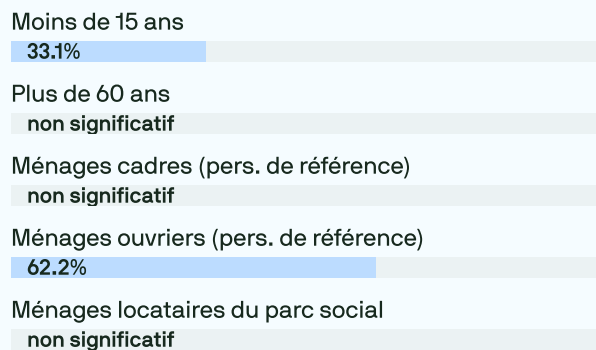 Moins de 15 ans
33.1%
Plus de 60 ans
non significatif
Ménages cadres (pers. de référence)
non significatif
Ménages ouvriers (pers. de référence)
62.2%
Ménages locataires du parc social
non significatif